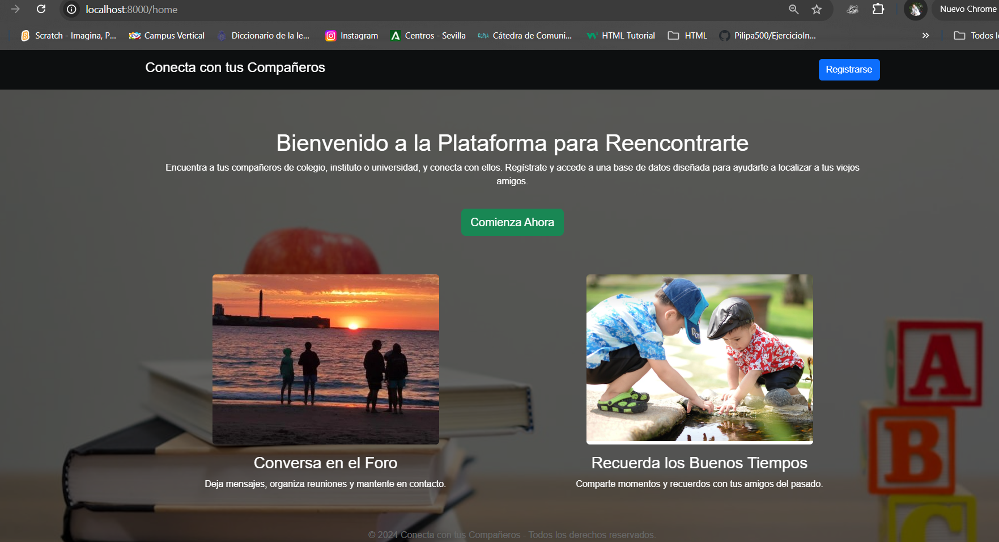 localhost:8000/home
Nuevo Chrome
Scratch - Imagina, P... Campus Vertical Diccionario de la le... Instagram Centros - Sevilla Cátedra de Comuni... HTML Tutorial HTML Pilipa500/EjercicioIn... » Todos l
Conecta con tus Compañeros
Registrarse
Bienvenido a la Plataforma para Reencontrarte
Encuentra a tus compañeros de colegio, instituto o universidad, y conecta con ellos. Regístrate y accede a una base de datos diseñada para ayudarte a localizar a tus viejos
amigos.
Comienza Ahora
Conversa en el Foro
Deja mensajes, organiza reuniones y mantente en contacto.
Recuerda los Buenos Tiempos
Comparte momentos y recuerdos con tus amigos del pasado.
A
B
C
© 2024 Conecta con tus Compañeros - Todos los derechos reservados.